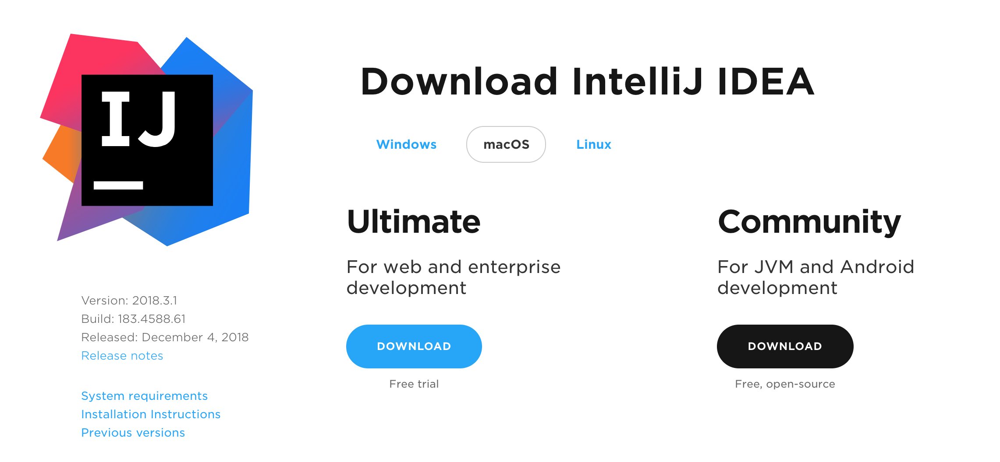 IJ
Download IntelliJ IDEA
Windows
macOS
Linux
Ultimate
For web and enterprise
development
DOWNLOAD
Free trial
Community
For JVM and Android
development
DOWNLOAD
Free, open-source
Version: 2018.3.1
Build: 183.4588.61
Released: December 4, 2018
Release notes
System requirements
Installation Instructions
Previous versions